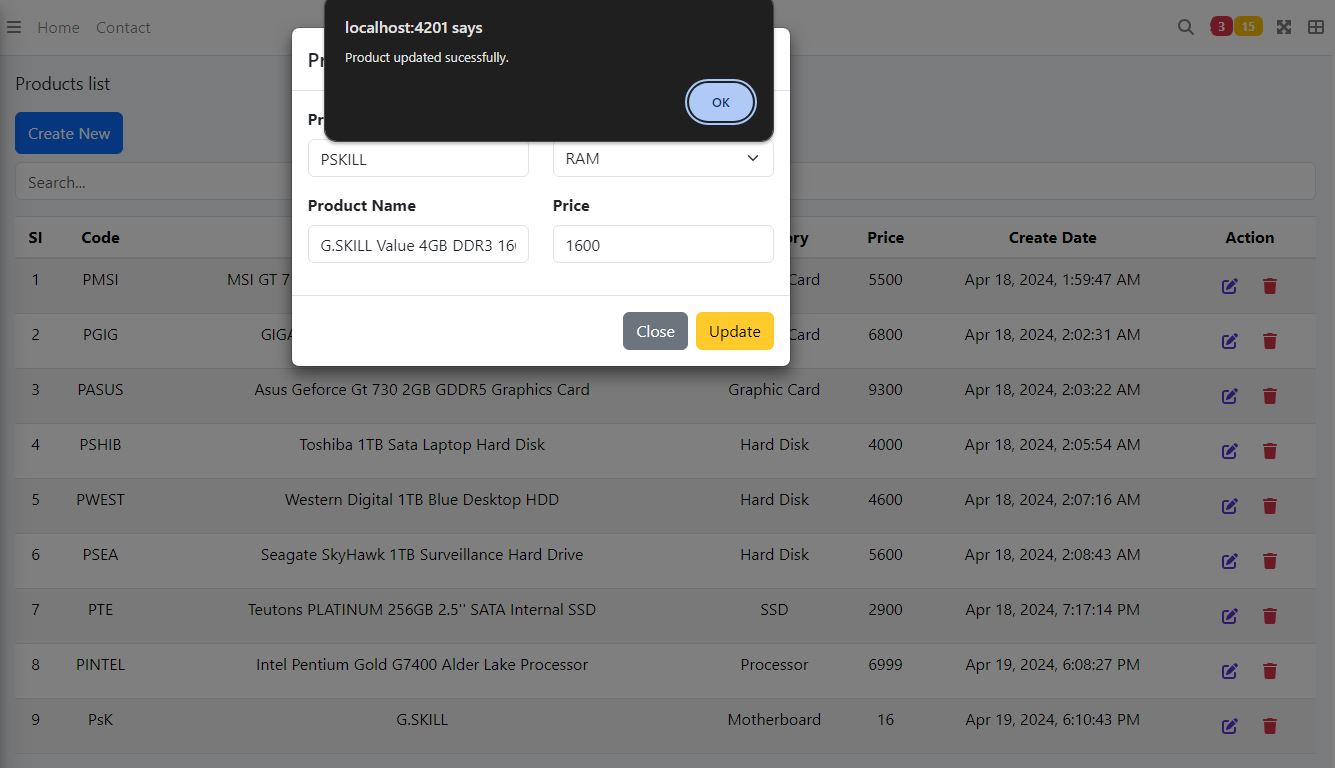 Home Contact
3 15
localhost:4201 says
Product updated sucessfully.
OK
Products list
Create New
Search...
PSKILL RAM
Product Name Price
G.SKILL Value 4GB DDR3 1600
Close Update
SI Code Price Create Date Action
1 PMSI MSI GT 7 Card 5500 Apr 18, 2024, 1:59:47 AM
2 PGIG GIGA Card 6800 Apr 18, 2024, 2:02:31 AM
3 PASUS Asus Geforce Gt 730 2GB GDDR5 Graphics Card Graphic Card 9300 Apr 18, 2024, 2:03:22 AM
4 PSHIB Toshiba 1TB Sata Laptop Hard Disk Hard Disk 4000 Apr 18, 2024, 2:05:54 AM
5 PWEST Western Digital 1TB Blue Desktop HDD Hard Disk 4600 Apr 18, 2024, 2:07:16 AM
6 PSEA Seagate SkyHawk 1TB Surveillance Hard Drive Hard Disk 5600 Apr 18, 2024, 2:08:43 AM
7 PTE Teutons PLATINUM 256GB 2.5'' SATA Internal SSD SSD 2900 Apr 18, 2024, 7:17:14 PM
8 PINTEL Intel Pentium Gold G7400 Alder Lake Processor Processor 6999 Apr 19, 2024, 6:08:27 PM
9 PsK G.SKILL Motherboard 16 Apr 19, 2024, 6:10:43 PM